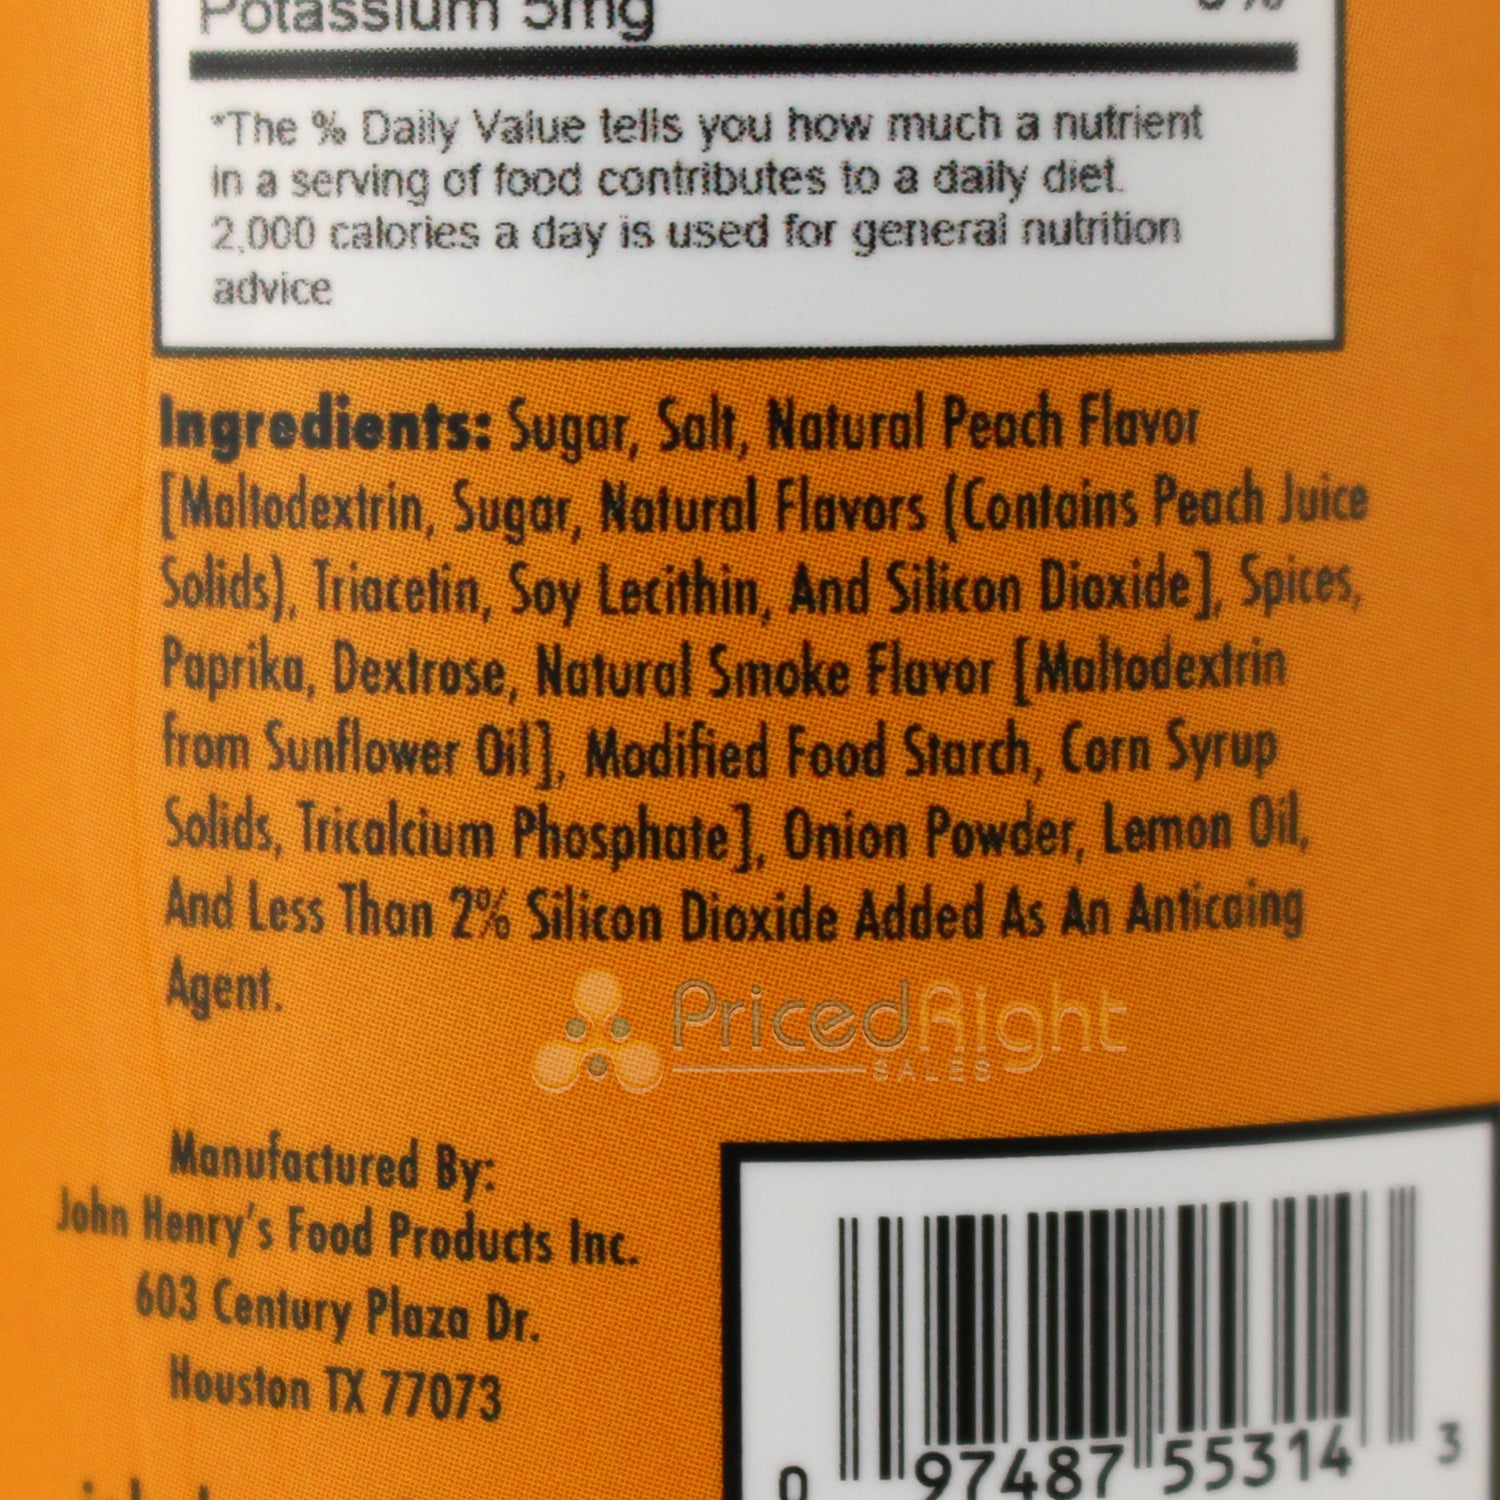 Potassium 5mg
*The % Daily Value tells you how much a nutrient
in a serving of food contributes to a daily diet.
2,000 calories a day is used for general nutrition
advice
Ingredients: Sugar, Salt, Natural Peach Flavor
[Maltodextrin, Sugar, Natural Flavors (Contains Peach Juice
Solids), Triacetin, Soy Lecithin, And Silicon Dioxide], Spices,
Paprika, Dextrose, Natural Smoke Flavor [Maltodextrin
from Sunflower Oil], Modified Food Starch, Corn Syrup
Solids, Tricalcium Phosphate], Onion Powder, Lemon Oil,
And Less Than 2% Silicon Dioxide Added As An Anticaing
Agent.
PricedRight
SALES
Manufactured By:
John Henry's Food Products Inc.
603 Century Plaza Dr.
Houston TX 77073
0 97487 55314 3